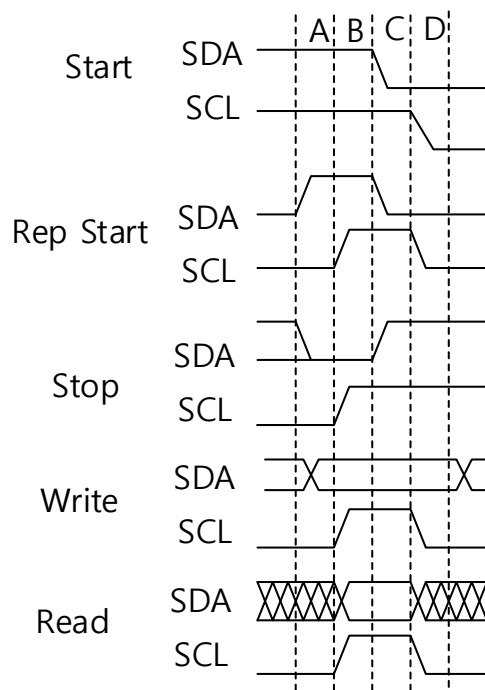 A B C D
SDA
Start
SCL
SDA
Rep Start
SCL
SDA
Stop
SCL
SDA
Write
SCL
SDA
Read
SCL